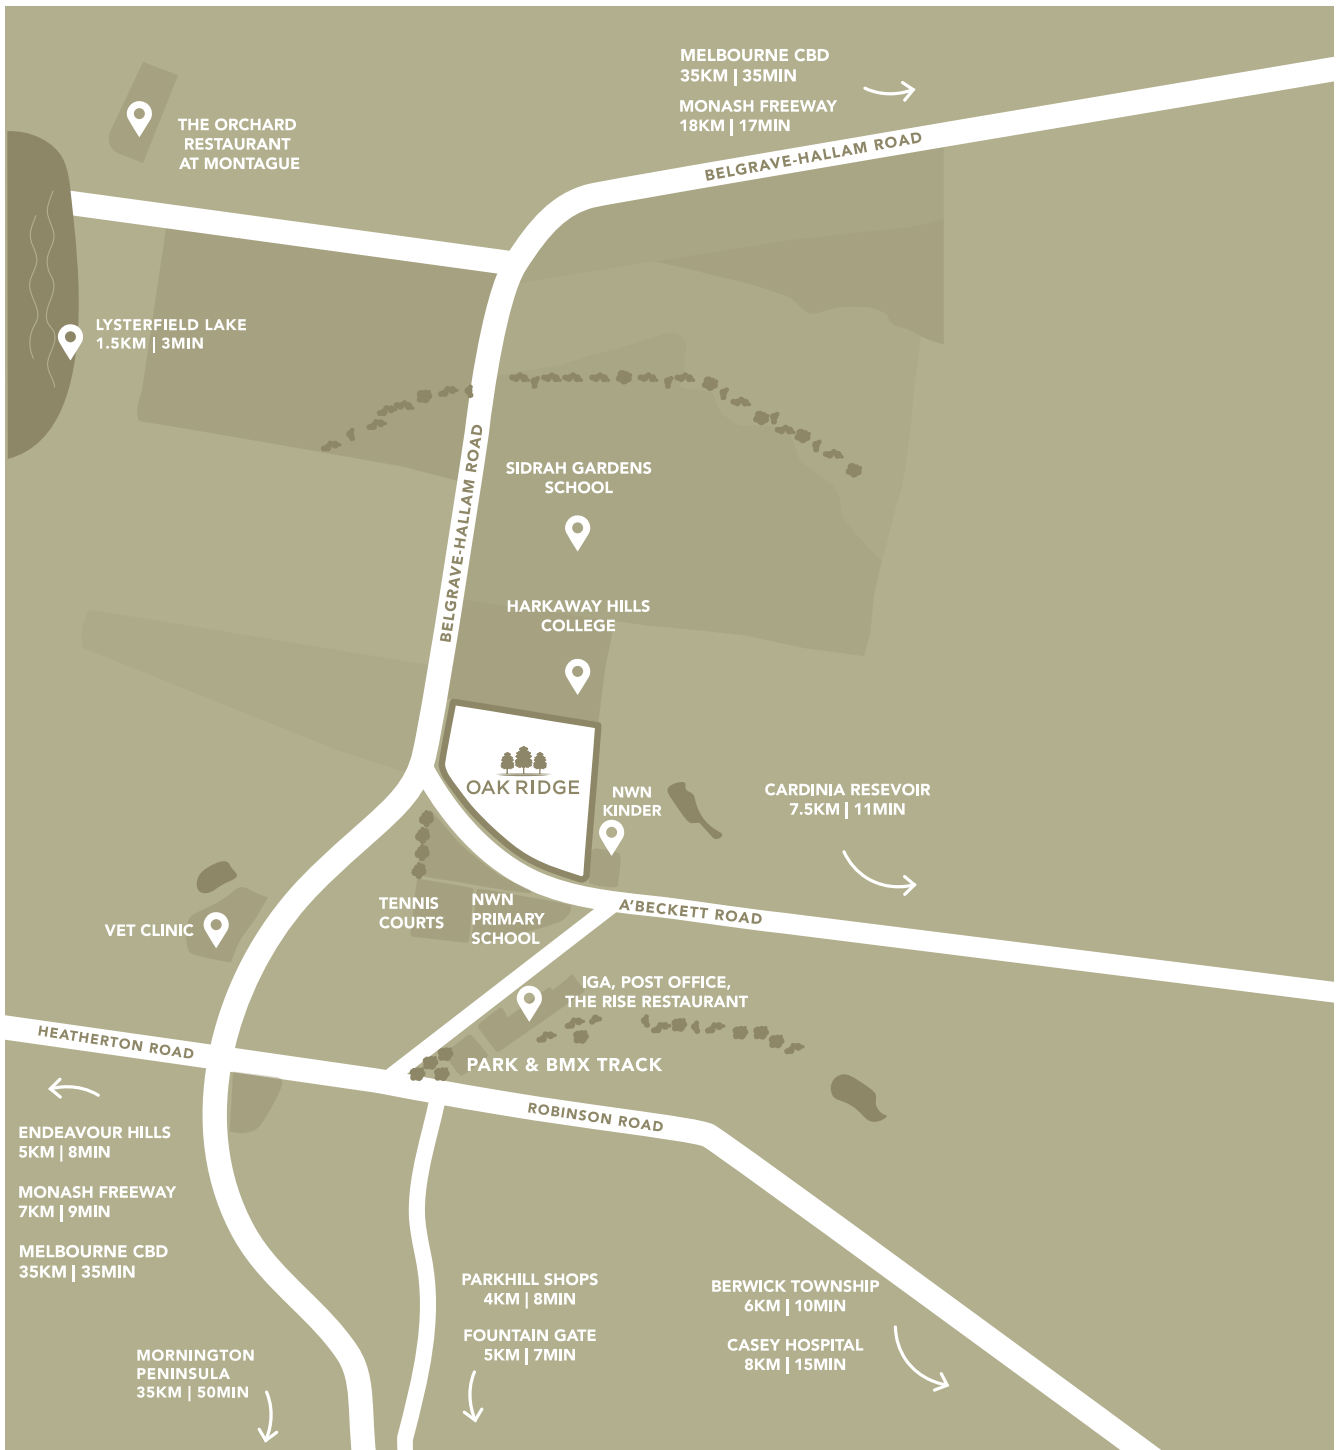 MELBOURNE CBD
35KM | 35MIN
MONASH FREEWAY
18KM | 17MIN
THE ORCHARD
RESTAURANT
AT MONTAGUE
BELGRAVE-HALLAM ROAD
LYSTERFIELD LAKE
1.5KM | 3MIN
BELGRAVE-HALLAM ROAD
SIDRAH GARDENS
SCHOOL
HARKAWAY HILLS
COLLEGE
OAK RIDGE
NWN
KINDER
CARDINIA RESEVOIR
7.5KM | 11MIN
TENNIS
COURTS
NWN
PRIMARY
SCHOOL
A'BECKETT ROAD
VET CLINIC
IGA, POST OFFICE,
THE RISE RESTAURANT
HEATHERTON ROAD
PARK & BMX TRACK
ROBINSON ROAD
ENDEAVOUR HILLS
5KM | 8MIN
MONASH FREEWAY
7KM | 9MIN
MELBOURNE CBD
35KM | 35MIN
PARKHILL SHOPS
4KM | 8MIN
FOUNTAIN GATE
5KM | 7MIN
BERWICK TOWNSHIP
6KM | 10MIN
CASEY HOSPITAL
8KM | 15MIN
MORNINGTON
PENINSULA
35KM | 50MIN